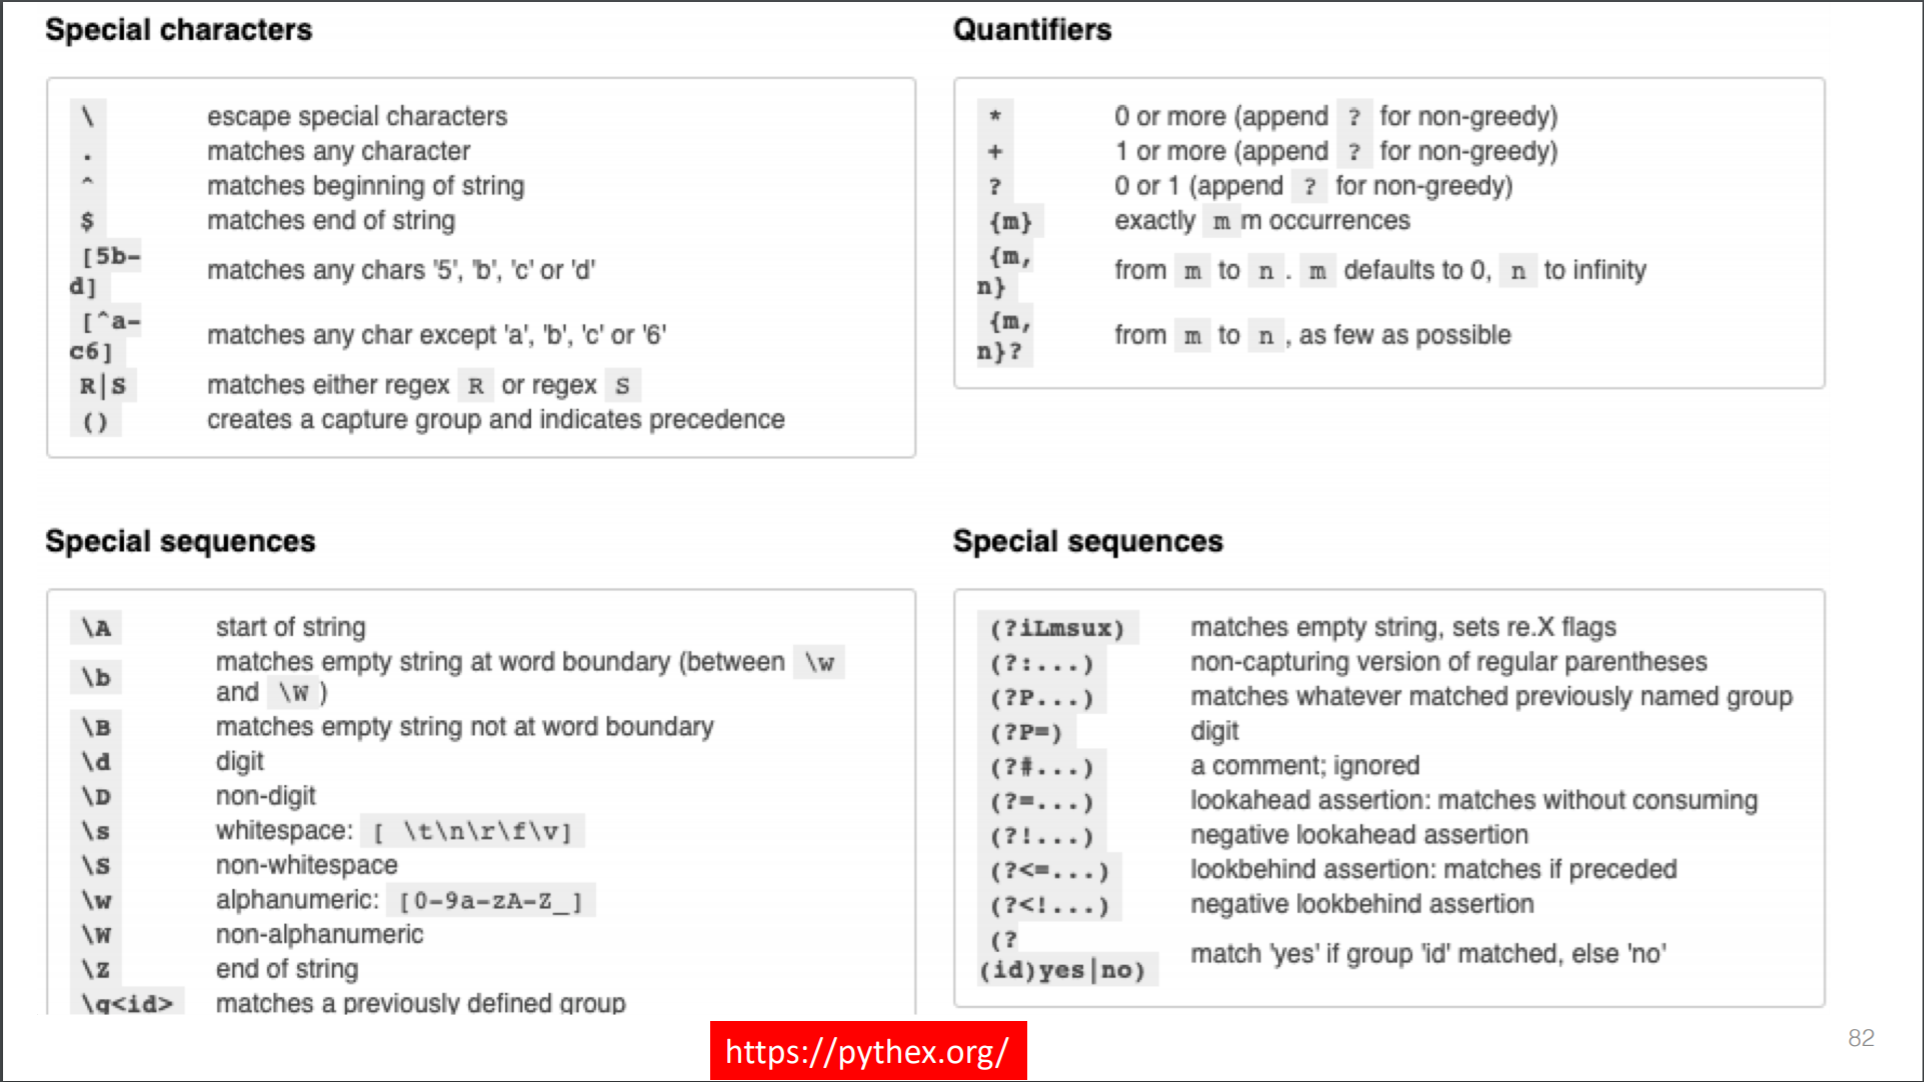 Special characters
\ escape special characters
. matches any character
^ matches beginning of string
$ matches end of string
[5b-
d] matches any chars '5', 'b', 'c' or 'd'
[^a-
c6] matches any char except 'a', 'b', 'c' or '6'
R|S matches either regex R or regex S
() creates a capture group and indicates precedence
Quantifiers
* 0 or more (append ? for non-greedy)
+ 1 or more (append ? for non-greedy)
? 0 or 1 (append ? for non-greedy)
{m} exactly m m occurrences
{m,
n} from m to n. m defaults to 0, n to infinity
{m,
n}? from m to n, as few as possible
Special sequences
\A start of string
\b matches empty string at word boundary (between \w
and \W)
\B matches empty string not at word boundary
\d digit
\D non-digit
\s whitespace: [ \t\n\r\f\v]
\S non-whitespace
\w alphanumeric: [0-9a-zA-Z_]
\W non-alphanumeric
\Z end of string
\g<id> matches a previously defined group
Special sequences
(?iLmsux) matches empty string, sets re.X flags
(?:...) non-capturing version of regular parentheses
(?P...) matches whatever matched previously named group
(?P=) digit
(?#...) a comment; ignored
(?=...) lookahead assertion: matches without consuming
(?!...) negative lookahead assertion
(?<=...) lookbehind assertion: matches if preceded
(?<!...) negative lookbehind assertion
(?
(id)yes|no) match 'yes' if group 'id' matched, else 'no'
https://pythex.org/
82